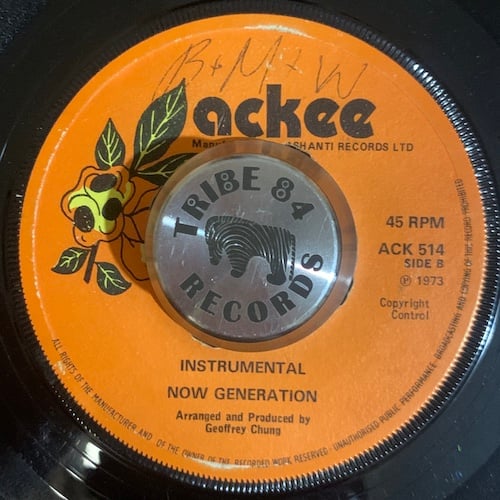 B + M + W
ackee
Manu ASHANTI RECORDS LTD
TRIBE 84
RECORDS
45 RPM
ACK 514
SIDE B
℗ 1973
Copyright
Control
INSTRUMENTAL
NOW GENERATION
Arranged and Produced by
Geoffrey Chung
ALL RIGHTS OF THE MANUFACTURER AND OF THE OWNER OF THE RECORDED WORK RESERVED · UNAUTHORISED PUBLIC PERFORMANCE · BROADCASTING AND COPYING OF THE RECORD PROHIBITED